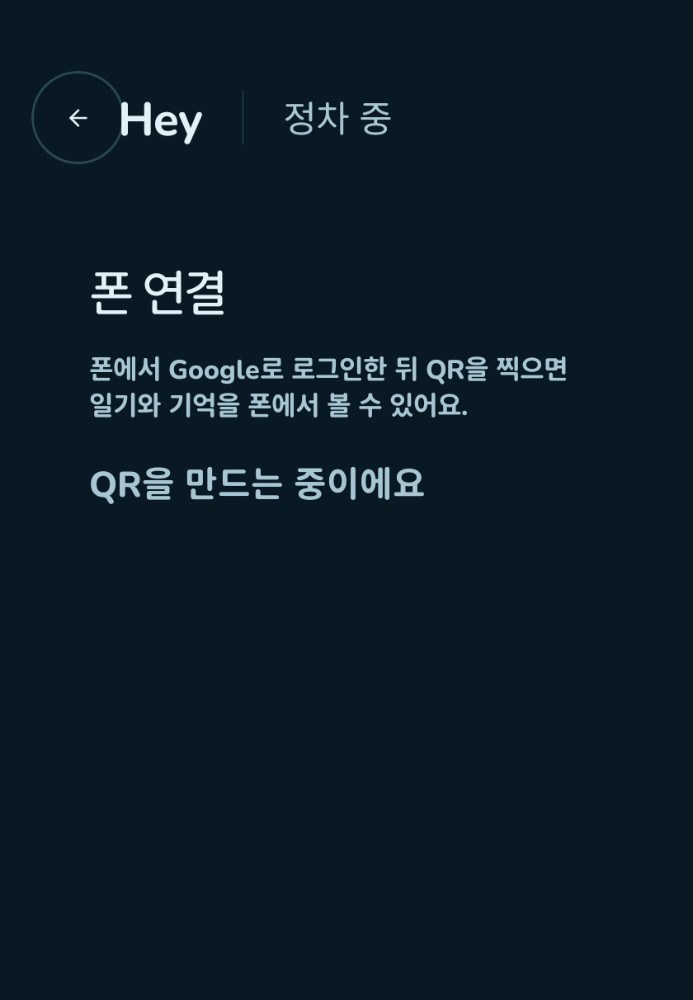 Hey
정차 중
폰 연결
폰에서 Google로 로그인한 뒤 QR을 찍으면
일기와 기억을 폰에서 볼 수 있어요.
QR을 만드는 중이에요